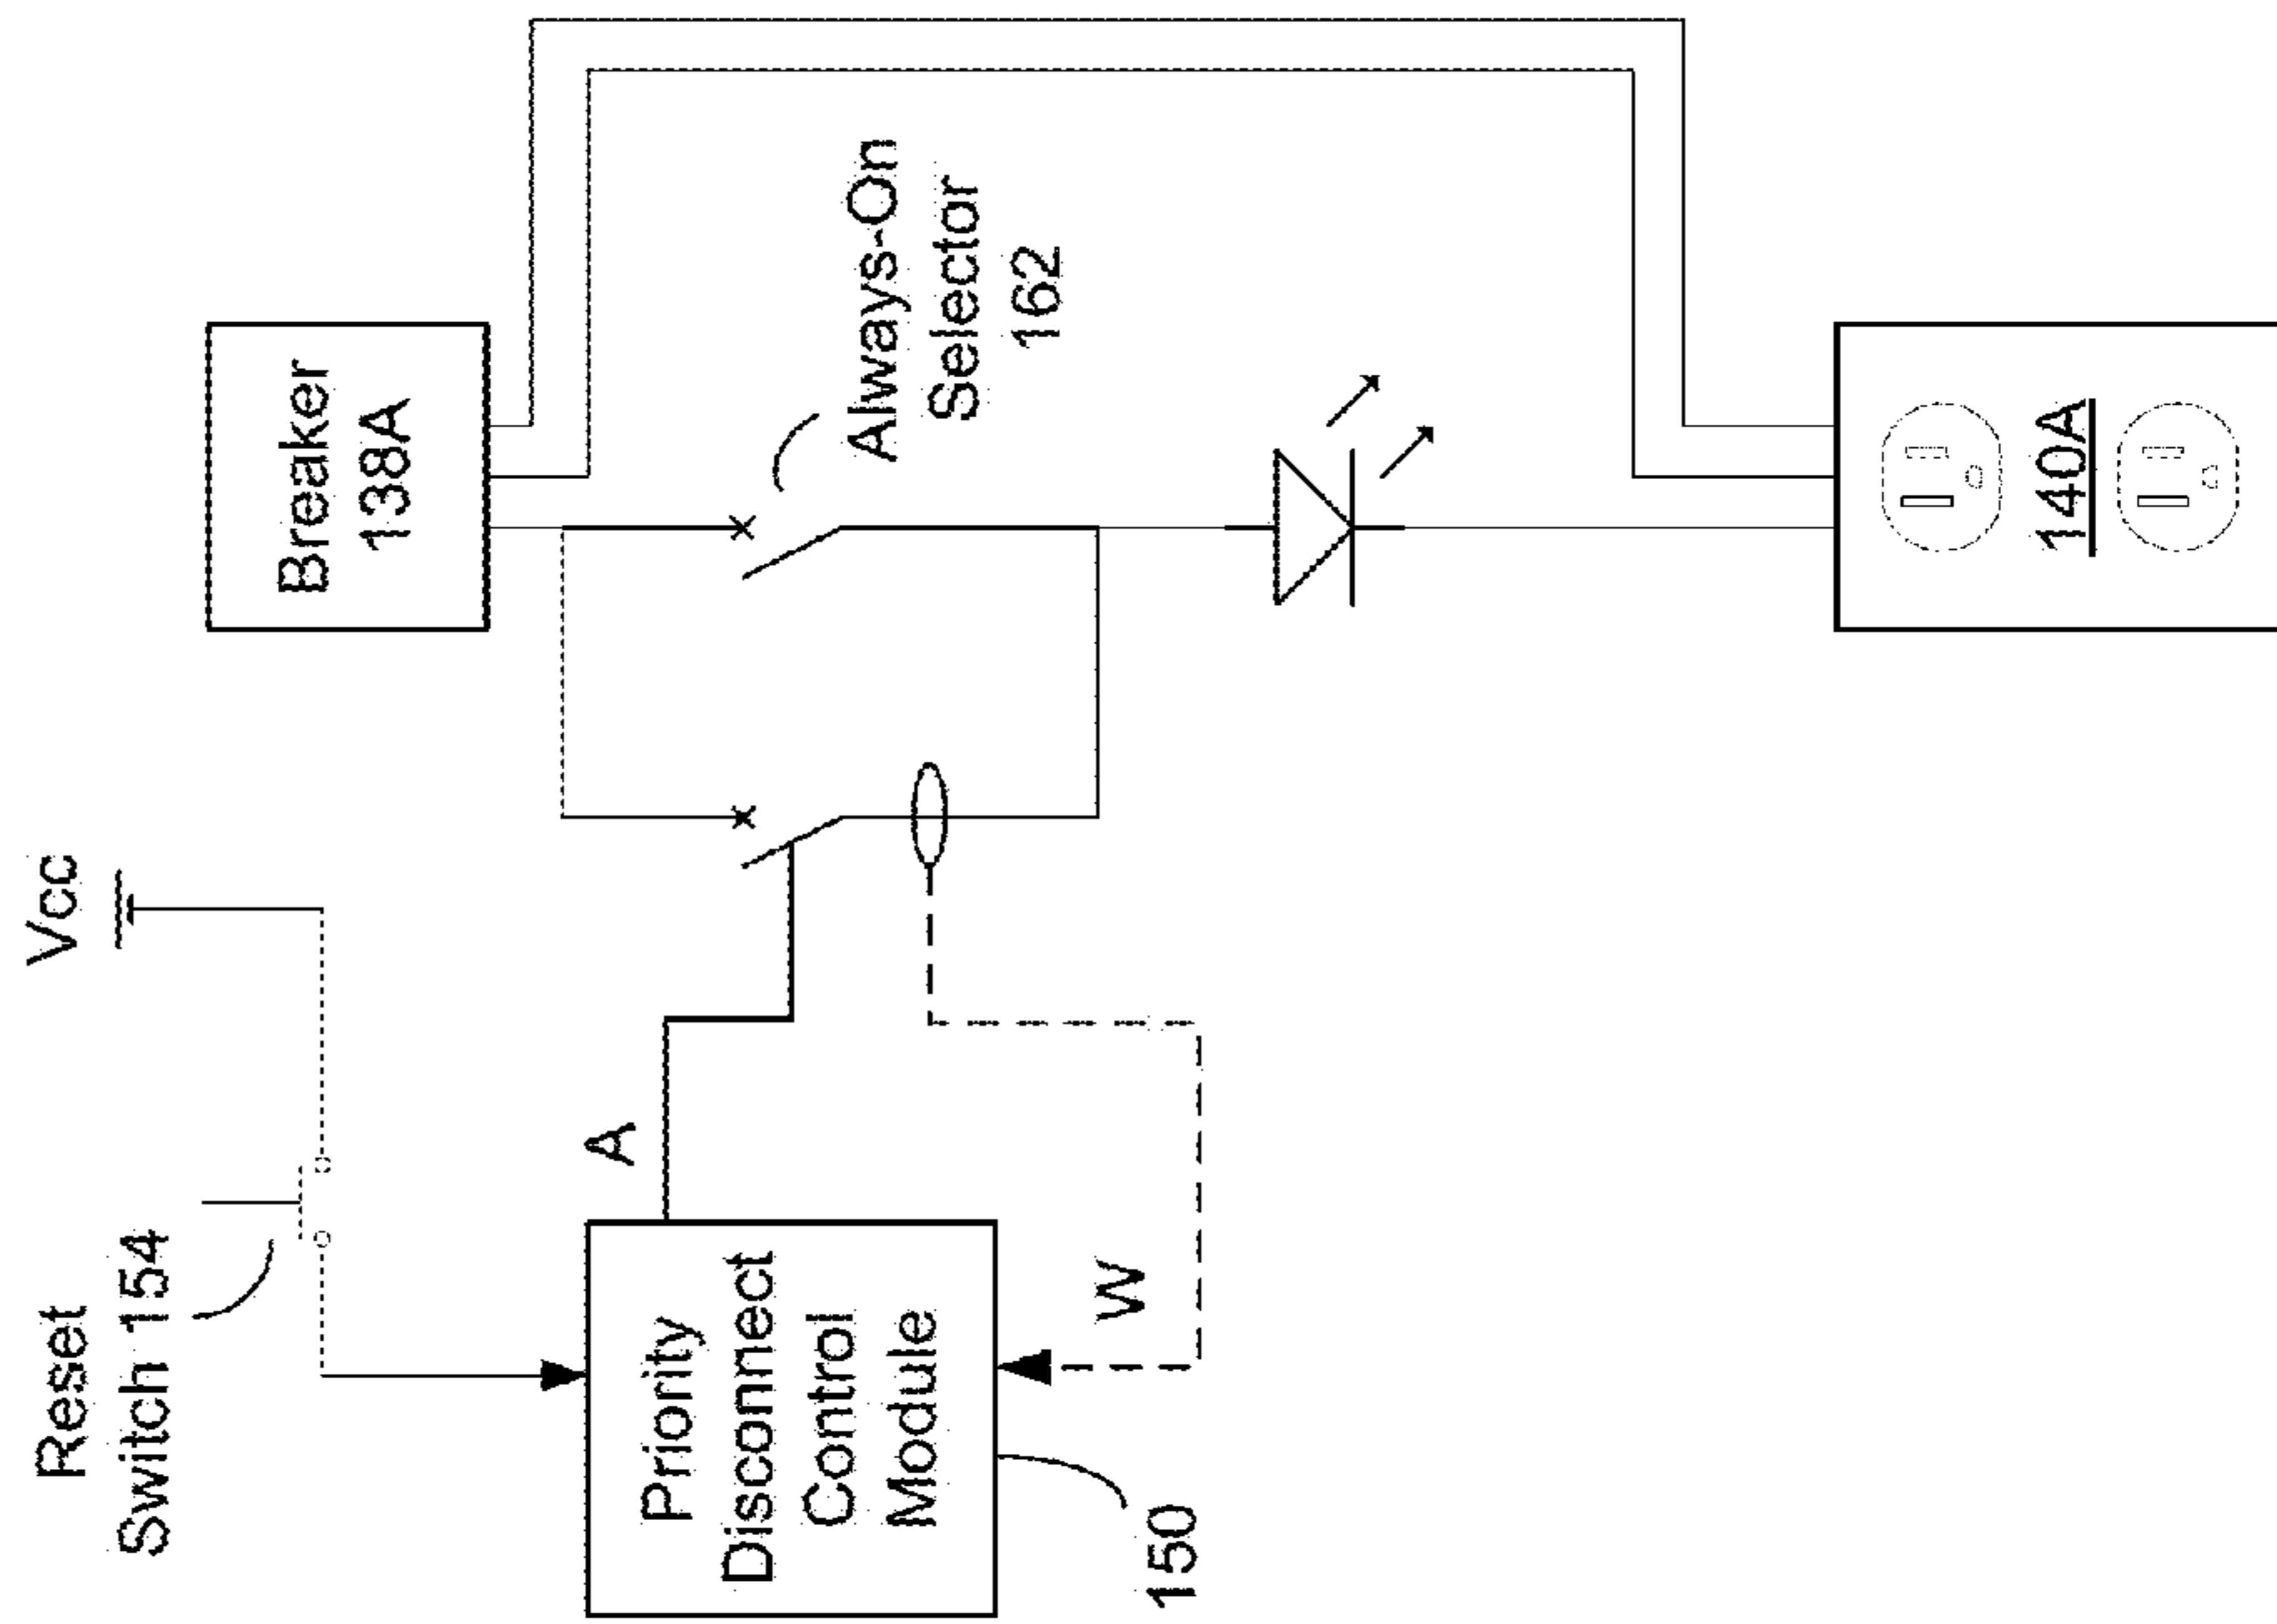 Reset
Switch 154
Vcc
Priority
Disconnect
Control
Module
150
A
W
Breaker
138A
Always-On
Selector
162
140A